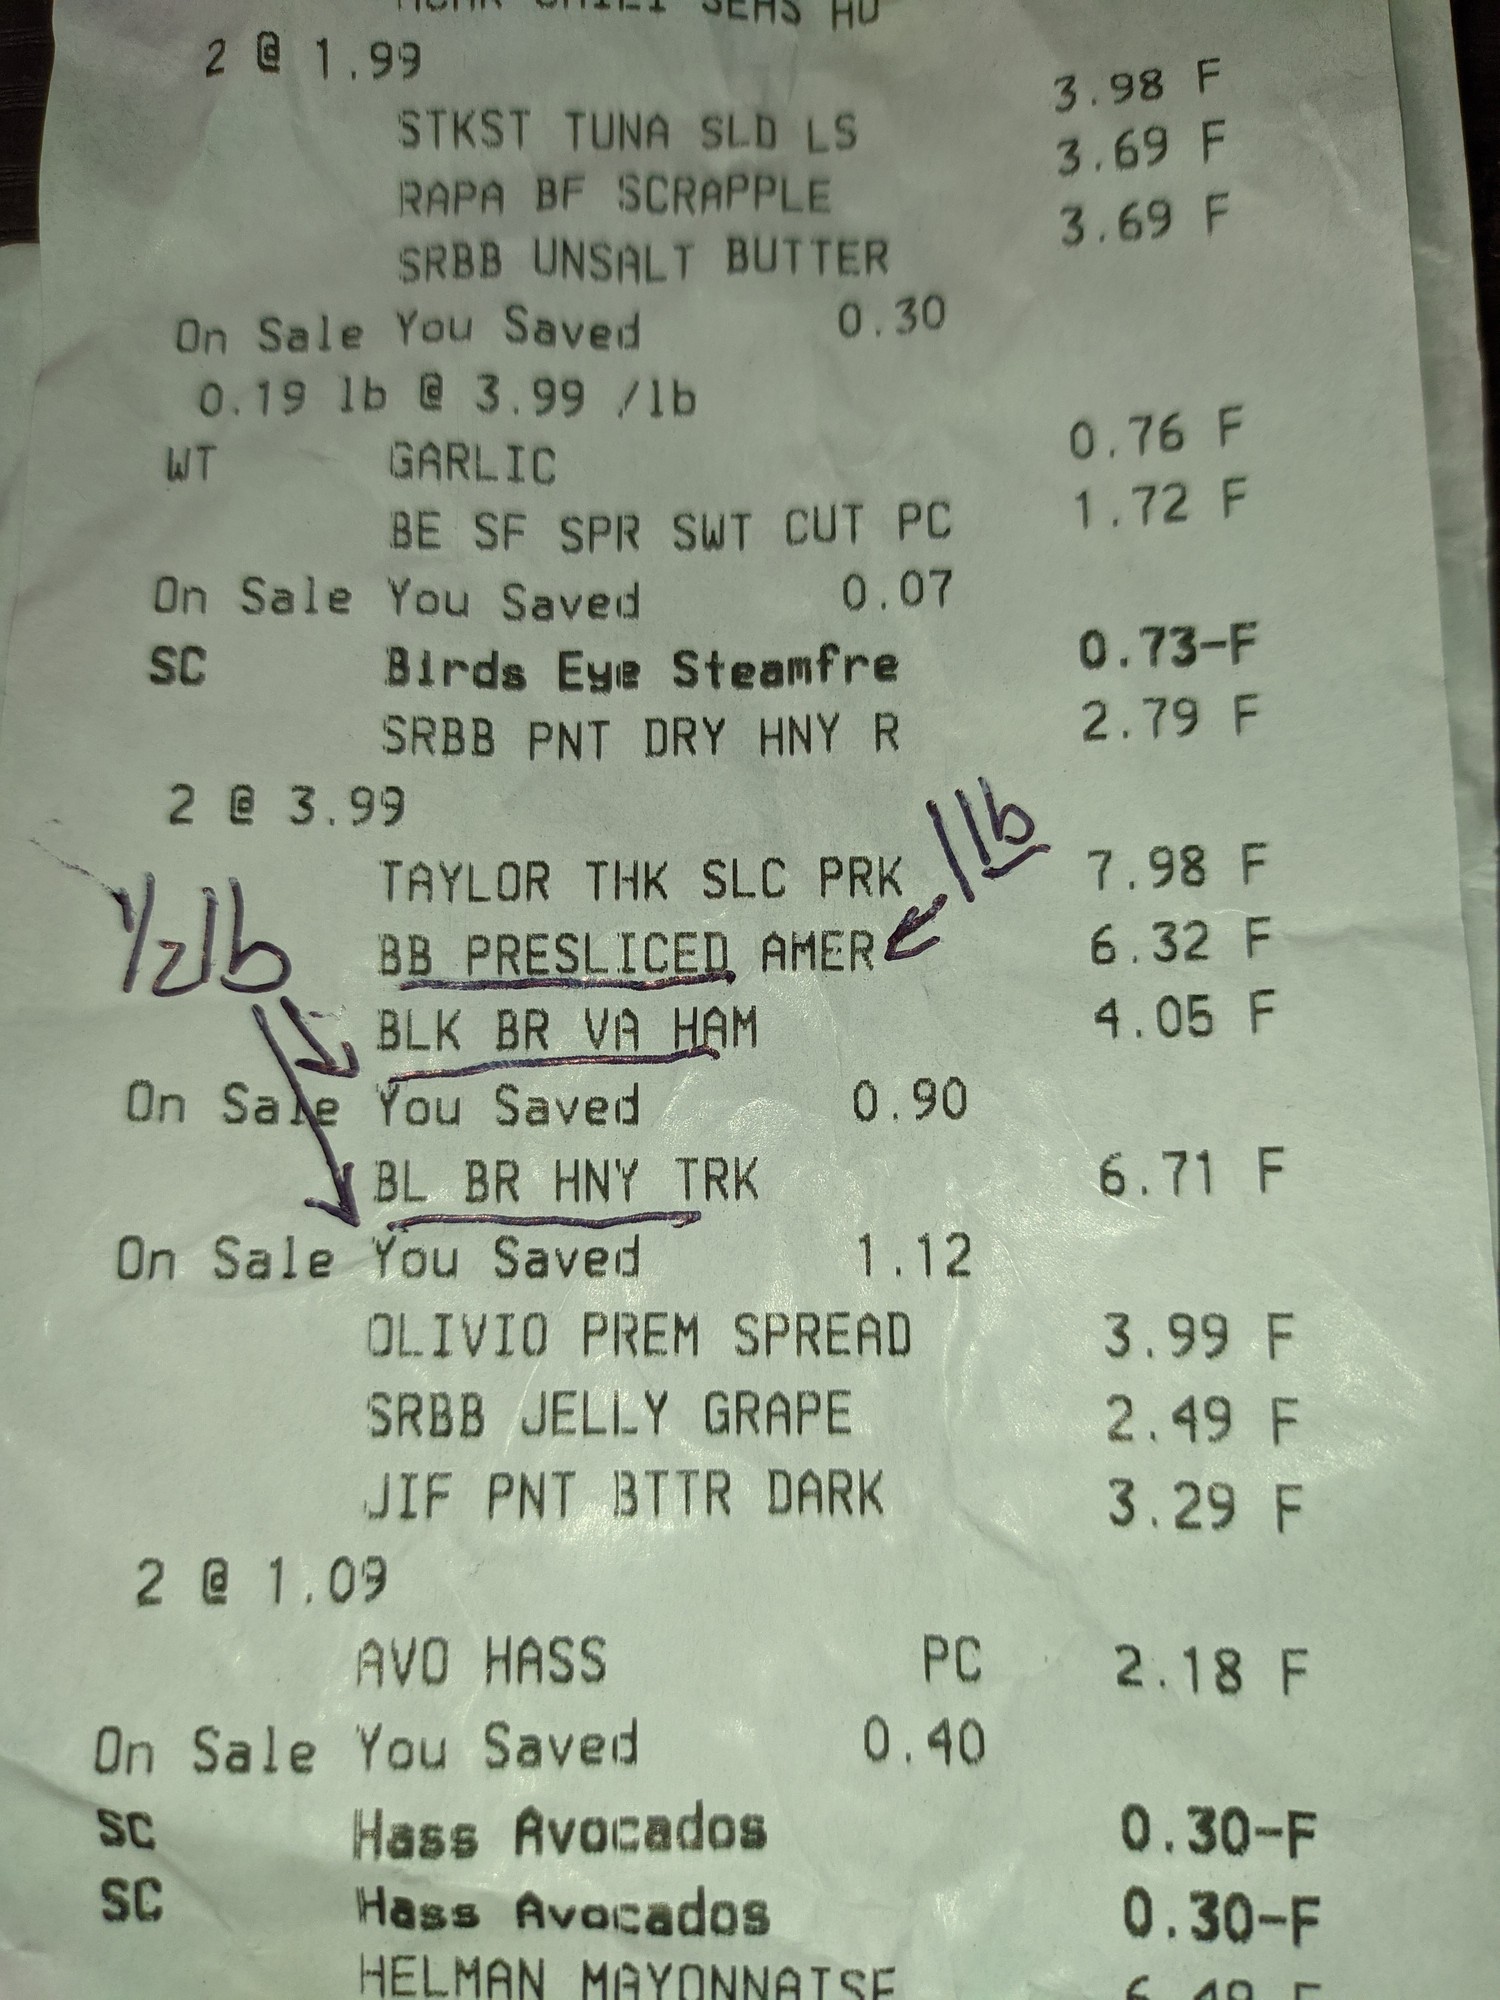 2 @ 1.99
STKST TUNA SLD LS 3.98 F
RAPA BF SCRAPPLE 3.69 F
SRBB UNSALT BUTTER 3.69 F
On Sale You Saved 0.30
0.19 lb @ 3.99 /lb
WT GARLIC 0.76 F
BE SF SPR SWT CUT PC 1.72 F
On Sale You Saved 0.07
SC Birds Eye Steamfre 0.73-F
SRBB PNT DRY HNY R 2.79 F
2 @ 3.99
1 lb
TAYLOR THK SLC PRK 7.98 F
1/2 lb
BB PRESLICED AMER 6.32 F
BLK BR VA HAM 4.05 F
On Sale You Saved 0.90
BL BR HNY TRK 6.71 F
On Sale You Saved 1.12
OLIVIO PREM SPREAD 3.99 F
SRBB JELLY GRAPE 2.49 F
JIF PNT BTTR DARK 3.29 F
2 @ 1.09
AVO HASS PC 2.18 F
On Sale You Saved 0.40
SC Hass Avocados 0.30-F
SC Hass Avocados 0.30-F
HELMAN MAYONNAISE 6.49 F